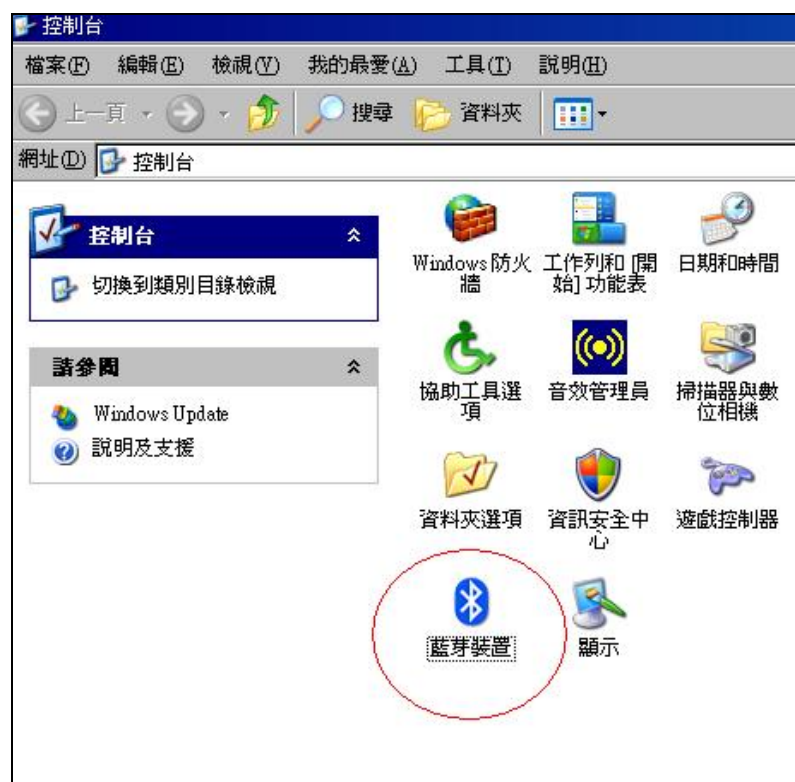 控制台
檔案(F) 編輯(E) 檢視(V) 我的最愛(A) 工具(T) 說明(H)
上一頁 搜尋 資料夾
網址(D) 控制台
控制台
切換到類別目錄檢視
請參閱
Windows Update
說明及支援
Windows 防火
牆
工作列和 [開
始] 功能表
日期和時間
協助工具選
項
音效管理員
掃描器與數
位相機
資料夾選項
資訊安全中
心
遊戲控制器
藍芽裝置
顯示